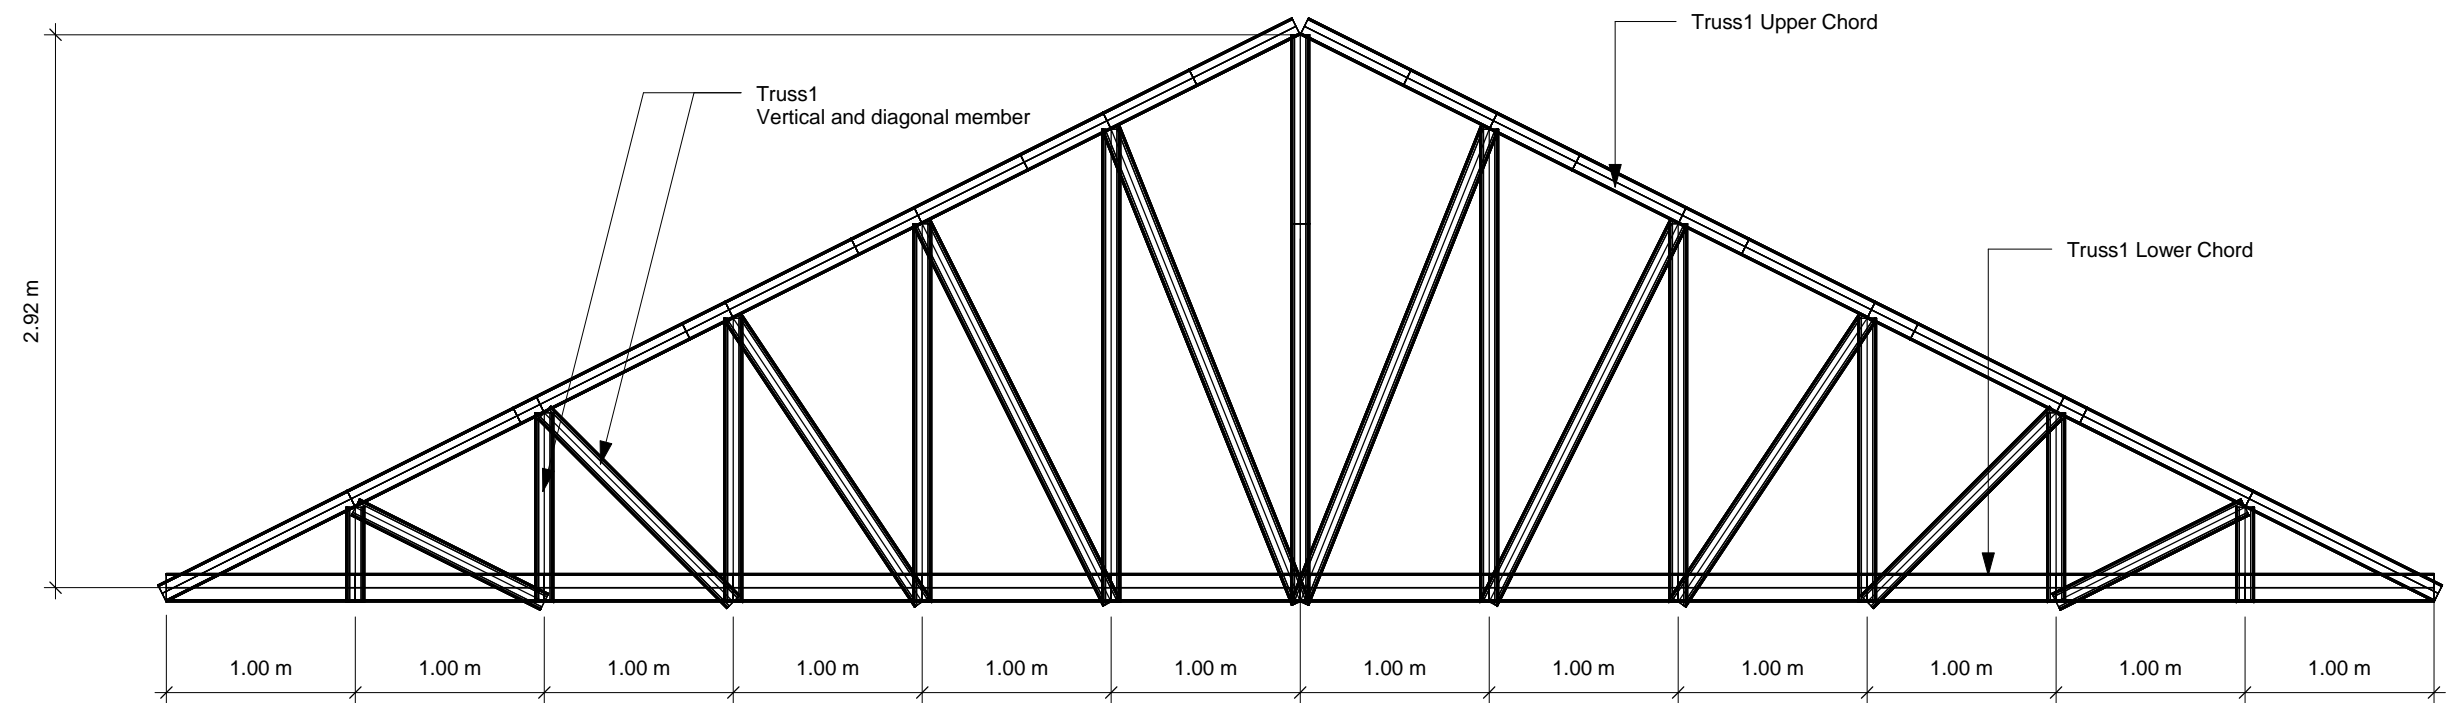 Truss1 Upper Chord
Truss1
Vertical and diagonal member
Truss1 Lower Chord
2.92 m
1.00 m
1.00 m
1.00 m
1.00 m
1.00 m
1.00 m
1.00 m
1.00 m
1.00 m
1.00 m
1.00 m
1.00 m